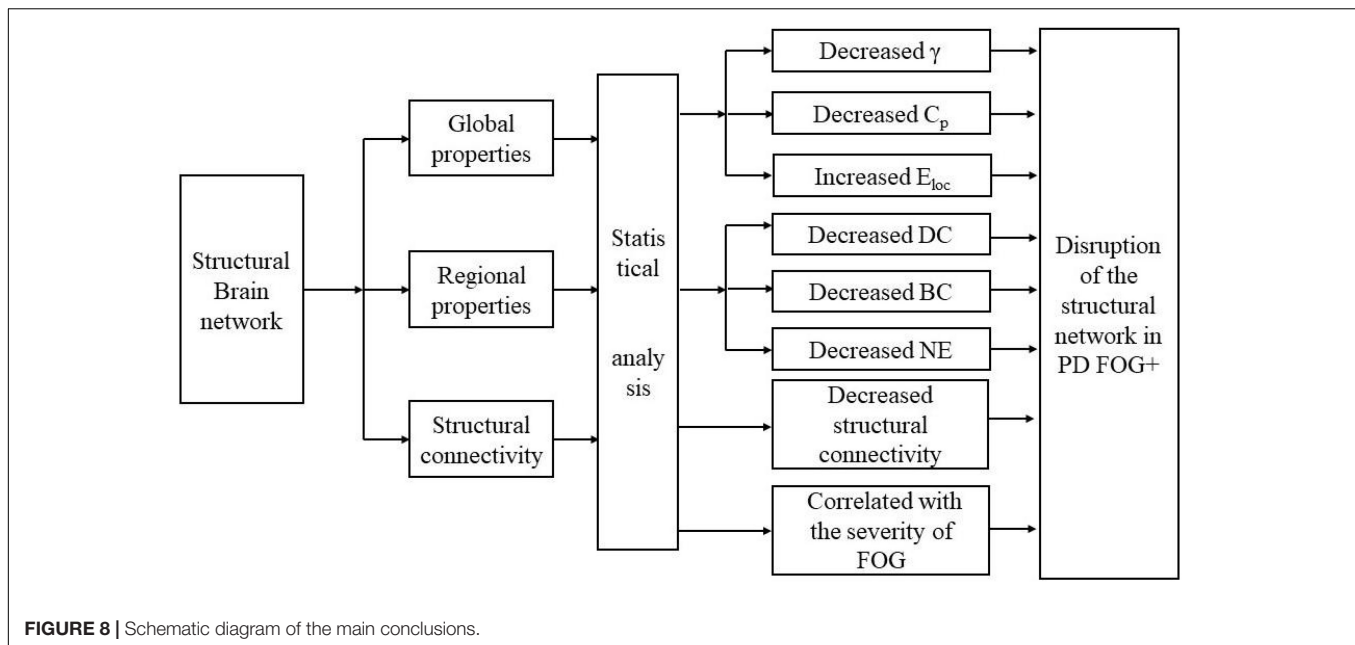 Structural
Brain
network
Global
properties
Regional
properties
Structural
connectivity
Statis
tical
analy
sis
Decreased γ
Decreased Cp
Increased Eloc
Decreased DC
Decreased BC
Decreased NE
Decreased
structural
connectivity
Correlated with
the severity of
FOG
Disruption
of the
structural
network in
PD FOG+
FIGURE 8 | Schematic diagram of the main conclusions.